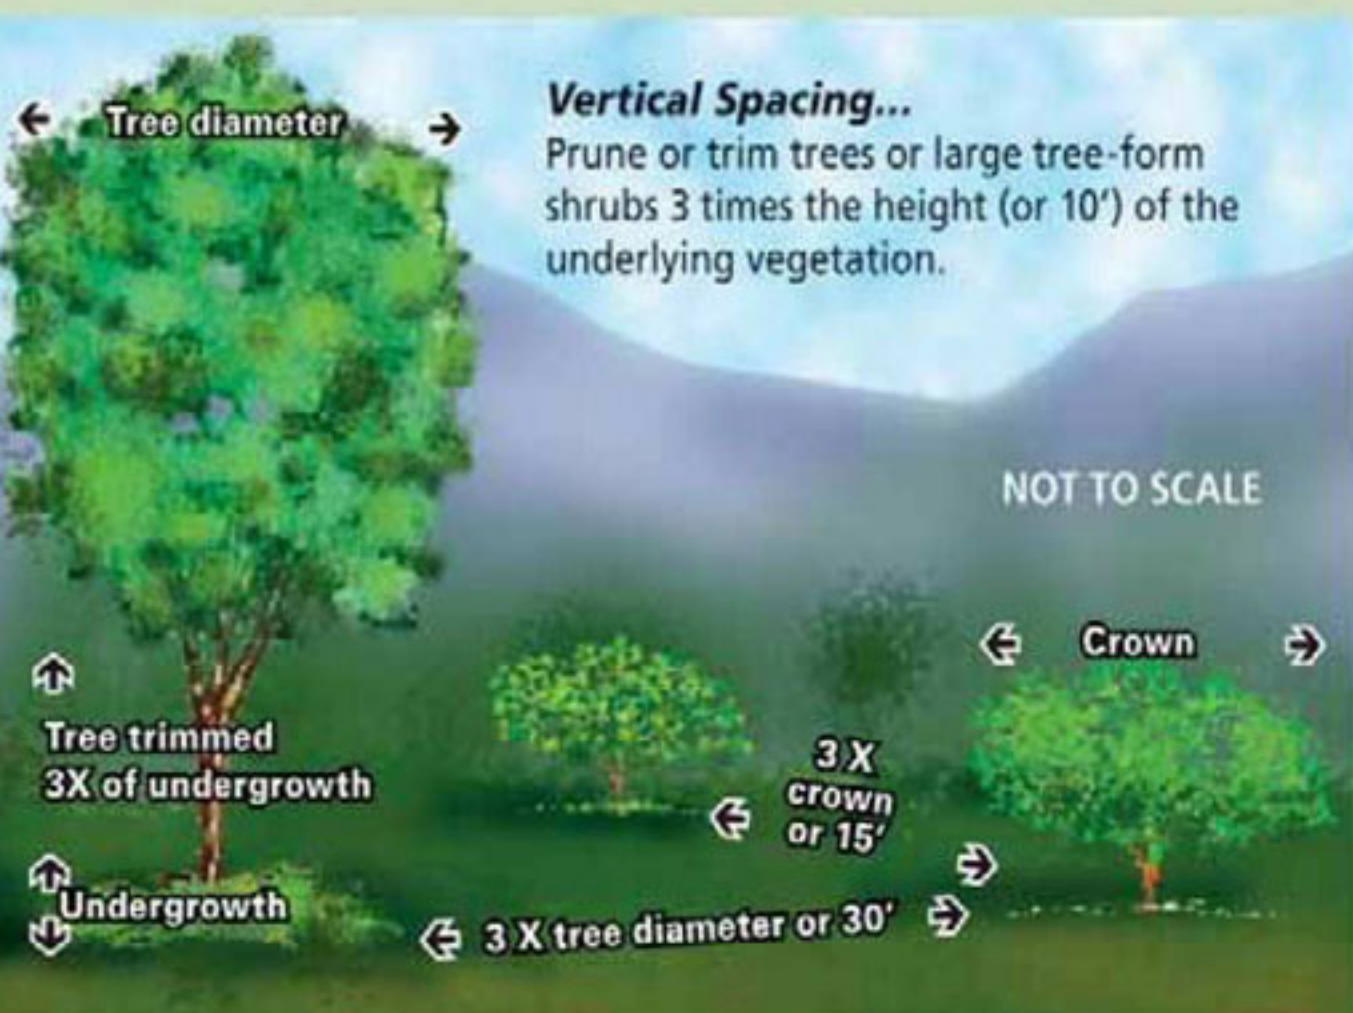 Tree diameter
Vertical Spacing...
Prune or trim trees or large tree-form
shrubs 3 times the height (or 10') of the
underlying vegetation.
NOT TO SCALE
Crown
Tree trimmed
3X of undergrowth
3 X
crown
or 15'
Undergrowth
3 X tree diameter or 30'